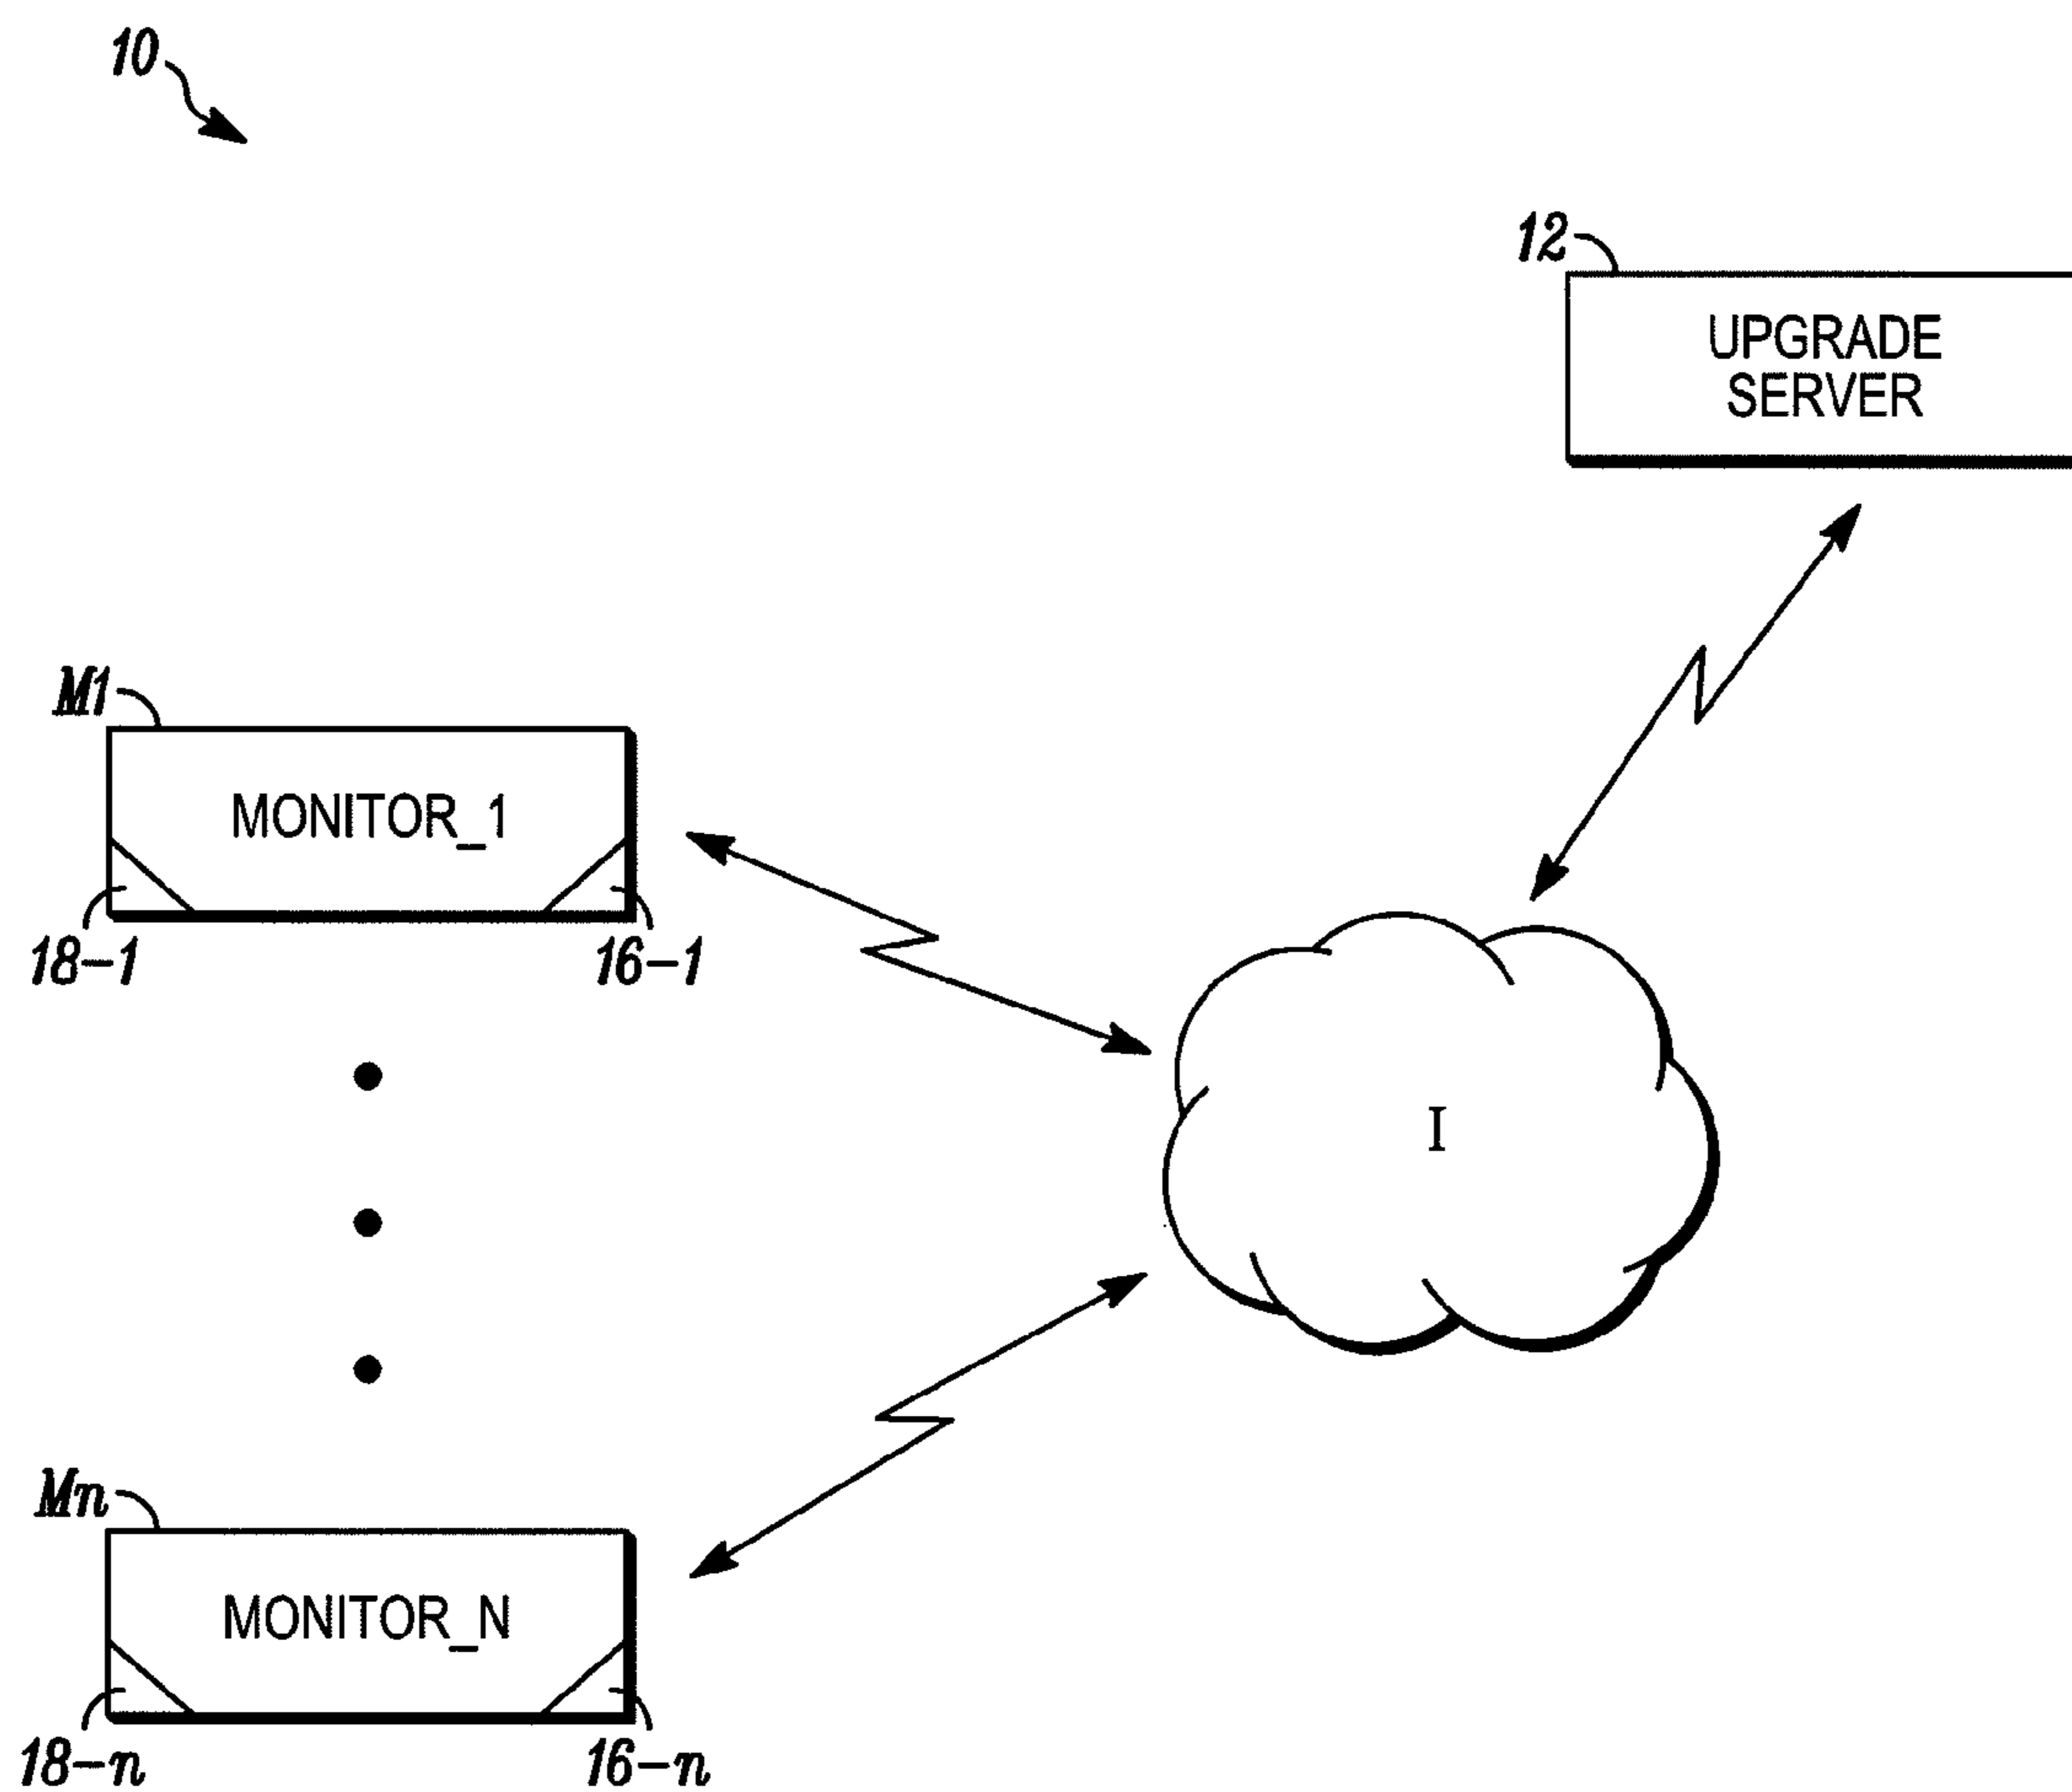 10
12
UPGRADE
SERVER
M1
MONITOR_1
18-1
16-1
I
Mn
MONITOR_N
18-n
16-n